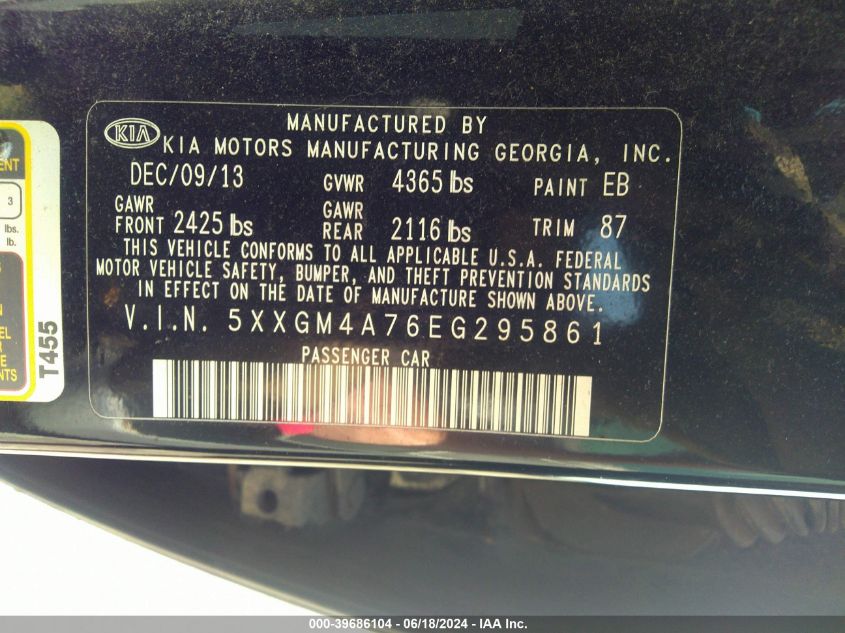 MANUFACTURED BY
KIA KIA MOTORS MANUFACTURING GEORGIA, INC.
DEC/09/13 GVWR 4365 lbs PAINT EB
GAWR FRONT 2425 lbs GAWR REAR 2116 lbs TRIM 87
THIS VEHICLE CONFORMS TO ALL APPLICABLE U.S.A. FEDERAL
MOTOR VEHICLE SAFETY, BUMPER, AND THEFT PREVENTION STANDARDS
IN EFFECT ON THE DATE OF MANUFACTURE SHOWN ABOVE.
V.I.N. 5XXGM4A76EG295861
PASSENGER CAR
3
lbs.
lb.
T455
000-39686104 - 06/18/2024 - IAA Inc.